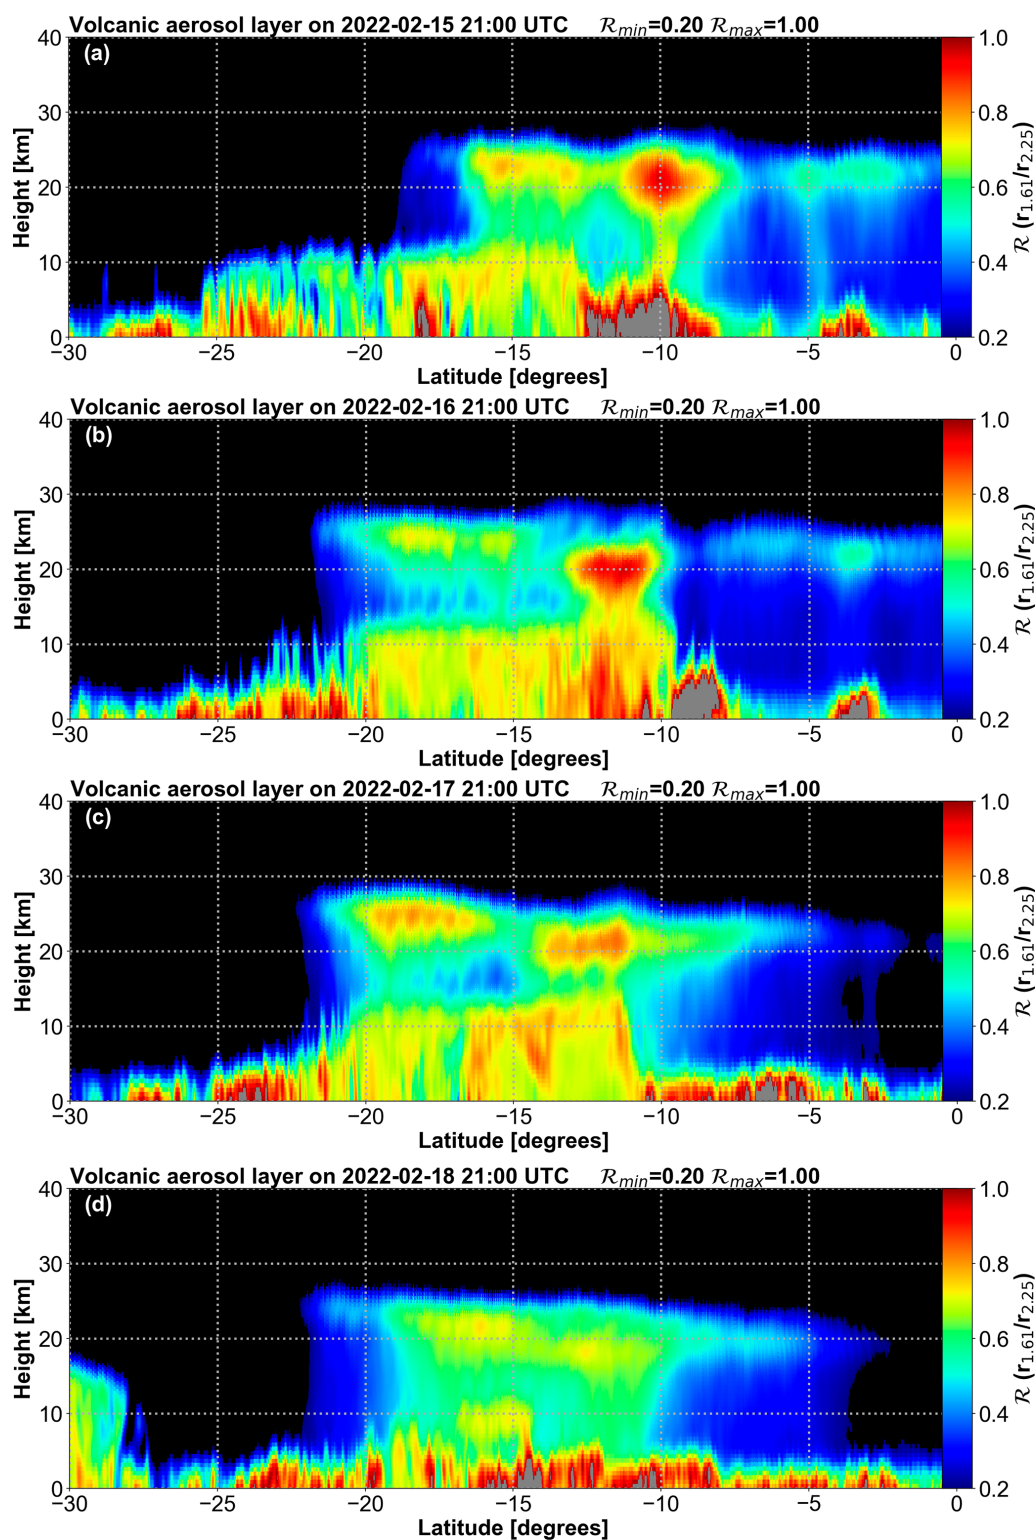 Volcanic aerosol layer on 2022-02-15 21:00 UTC ℛmin=0.20 ℛmax=1.00
(a)
40
30
20
10
0
Height [km]
−30 −25 −20 −15 −10 −5 0
Latitude [degrees]
1.0
0.8
0.6
0.4
0.2
ℛ (r1.61/r2.25)
Volcanic aerosol layer on 2022-02-16 21:00 UTC ℛmin=0.20 ℛmax=1.00
(b)
40
30
20
10
0
Height [km]
−30 −25 −20 −15 −10 −5 0
Latitude [degrees]
1.0
0.8
0.6
0.4
0.2
ℛ (r1.61/r2.25)
Volcanic aerosol layer on 2022-02-17 21:00 UTC ℛmin=0.20 ℛmax=1.00
(c)
40
30
20
10
0
Height [km]
−30 −25 −20 −15 −10 −5 0
Latitude [degrees]
1.0
0.8
0.6
0.4
0.2
ℛ (r1.61/r2.25)
Volcanic aerosol layer on 2022-02-18 21:00 UTC ℛmin=0.20 ℛmax=1.00
(d)
40
30
20
10
0
Height [km]
−30 −25 −20 −15 −10 −5 0
Latitude [degrees]
1.0
0.8
0.6
0.4
0.2
ℛ (r1.61/r2.25)